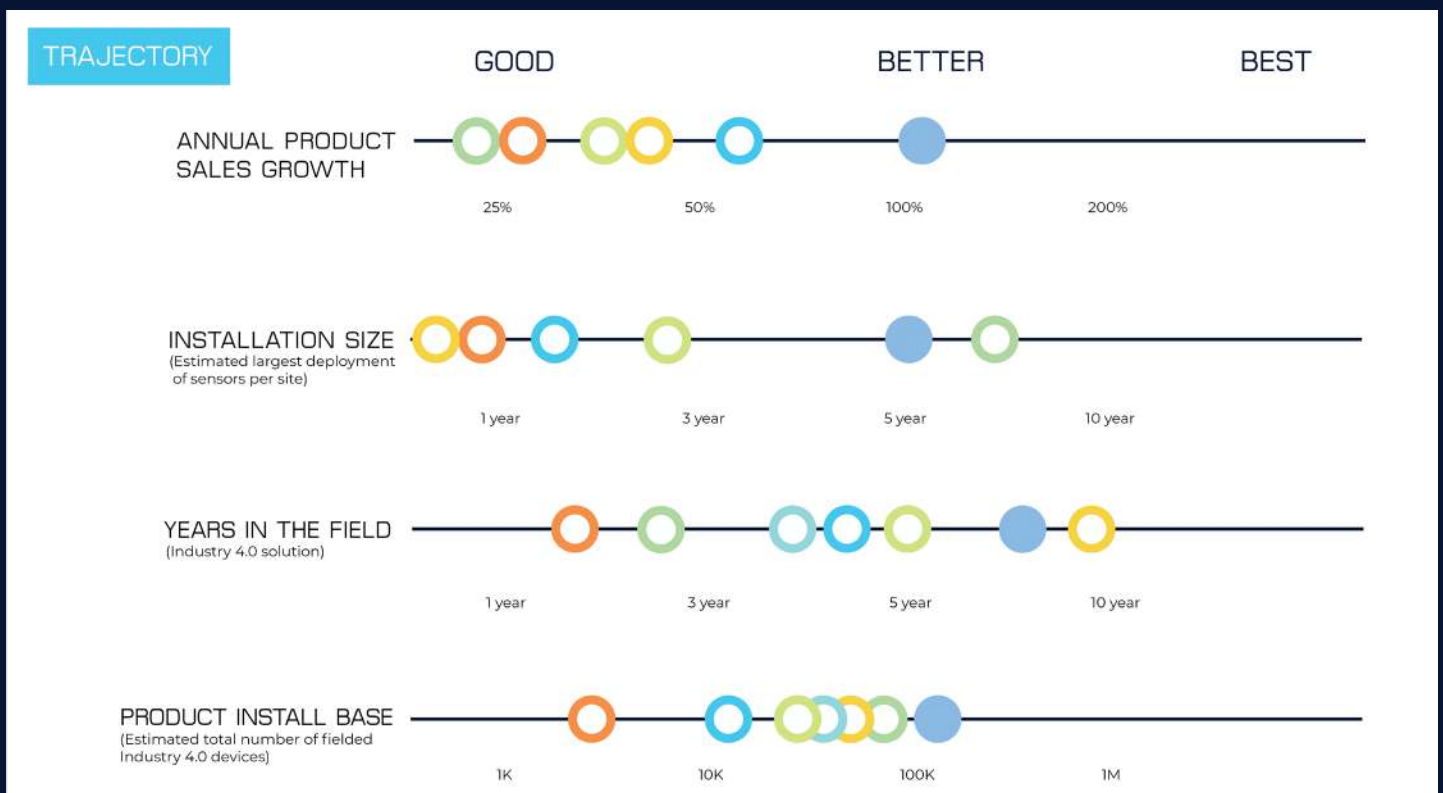 TRAJECTORY
GOOD BETTER BEST
ANNUAL PRODUCT
SALES GROWTH
25% 50% 100% 200%
INSTALLATION SIZE
(Estimated largest deployment
of sensors per site)
1 year 3 year 5 year 10 year
YEARS IN THE FIELD
(Industry 4.0 solution)
1 year 3 year 5 year 10 year
PRODUCT INSTALL BASE
(Estimated total number of fielded
Industry 4.0 devices)
1K 10K 100K 1M